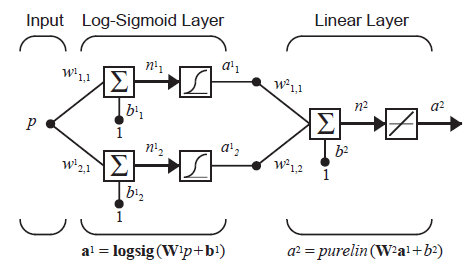 Input Log-Sigmoid Layer Linear Layer
w¹₁,₁ n¹₁ a¹₁
Σ
w²₁,₁
b¹₁ n² a²
p 1 Σ
n¹₂ a¹₂ b²
w¹₂,₁ Σ w²₁,₂ 1
b¹₂
1
a¹ = logsig(W¹p+b¹) a² = purelin(W²a¹+b²)